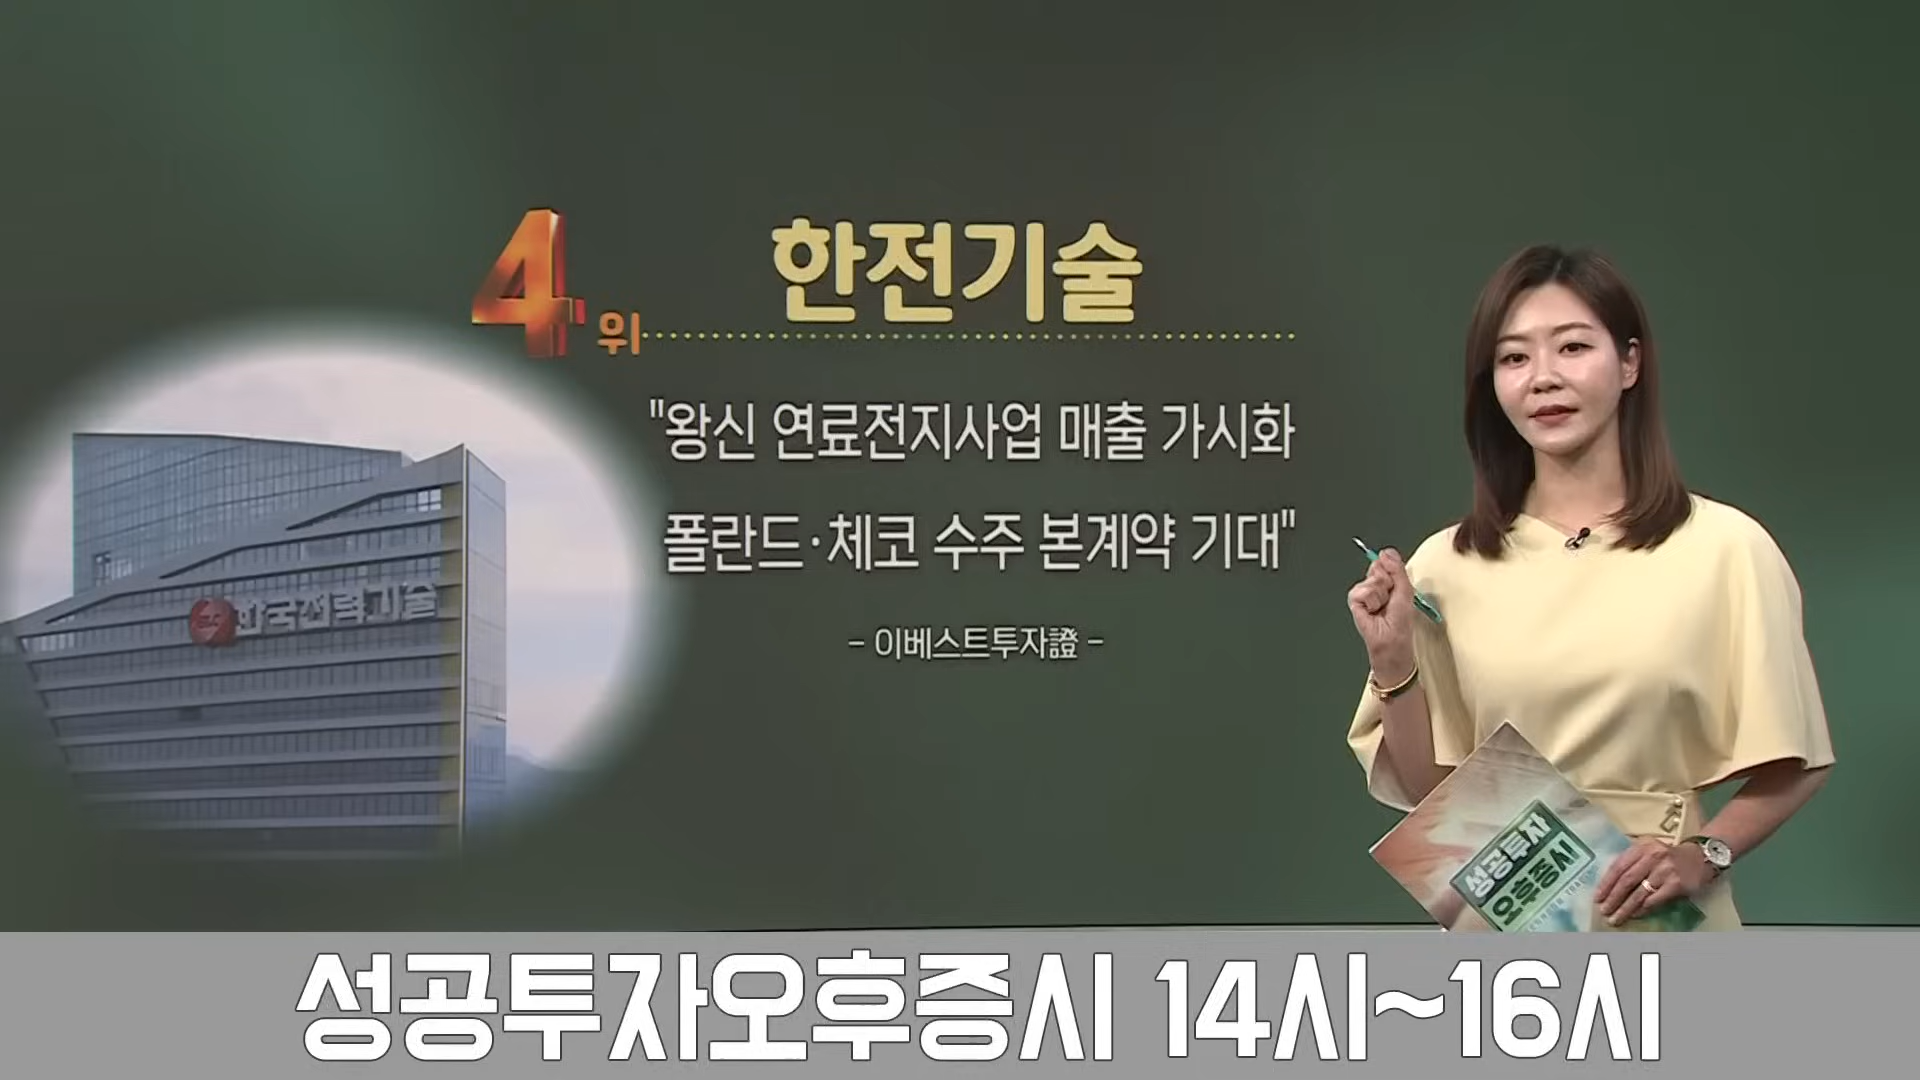 4위
한전기술
"왕신 연료전지사업 매출 가시화
폴란드·체코 수주 본계약 기대"
- 이베스트투자證 -
한국전력기술
성공투자
오후증시
성공투자오후증시 14시~16시